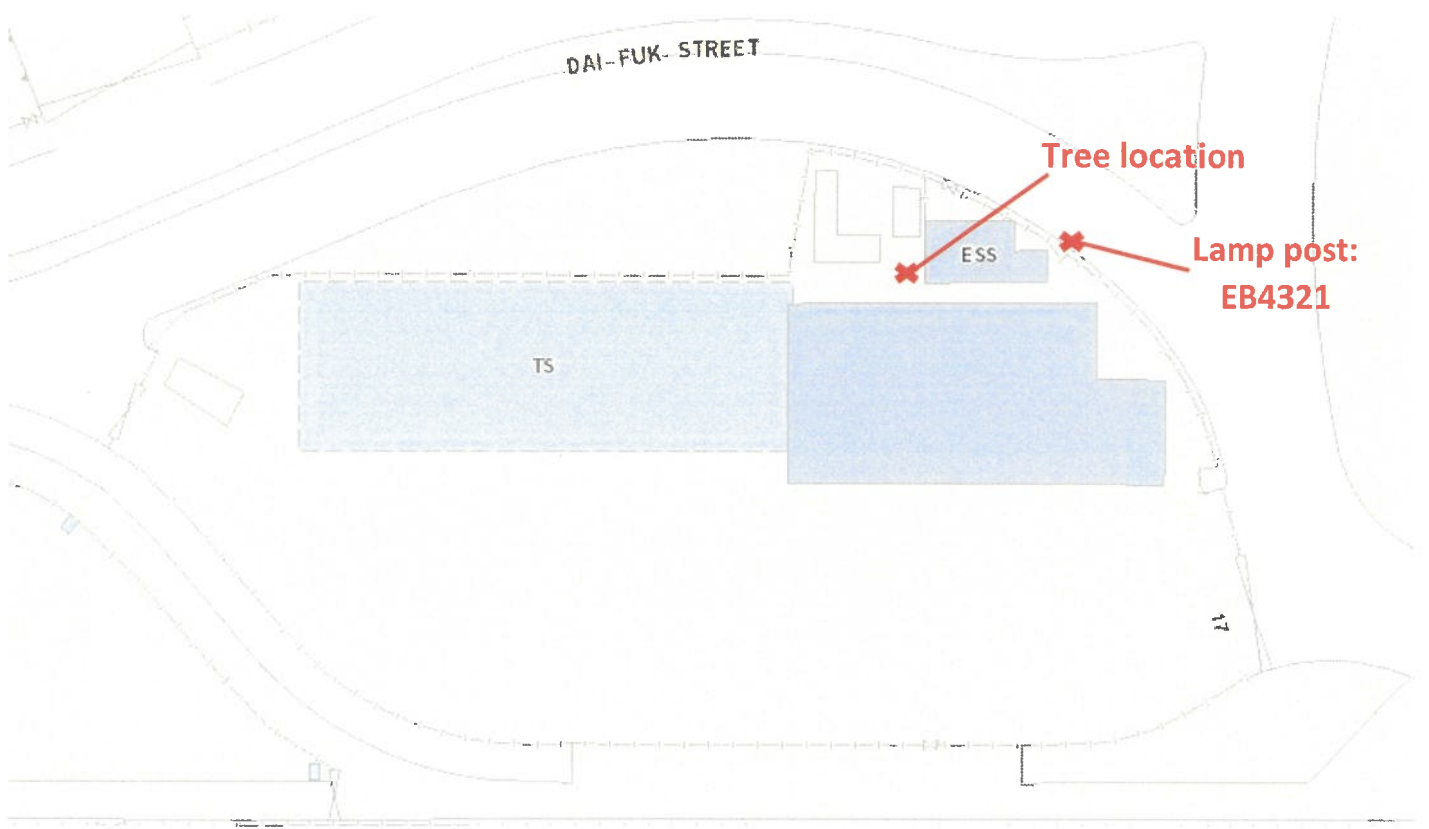 DAI-FUK-STREET
Tree location
Lamp post:
EB4321
ESS
TS
17